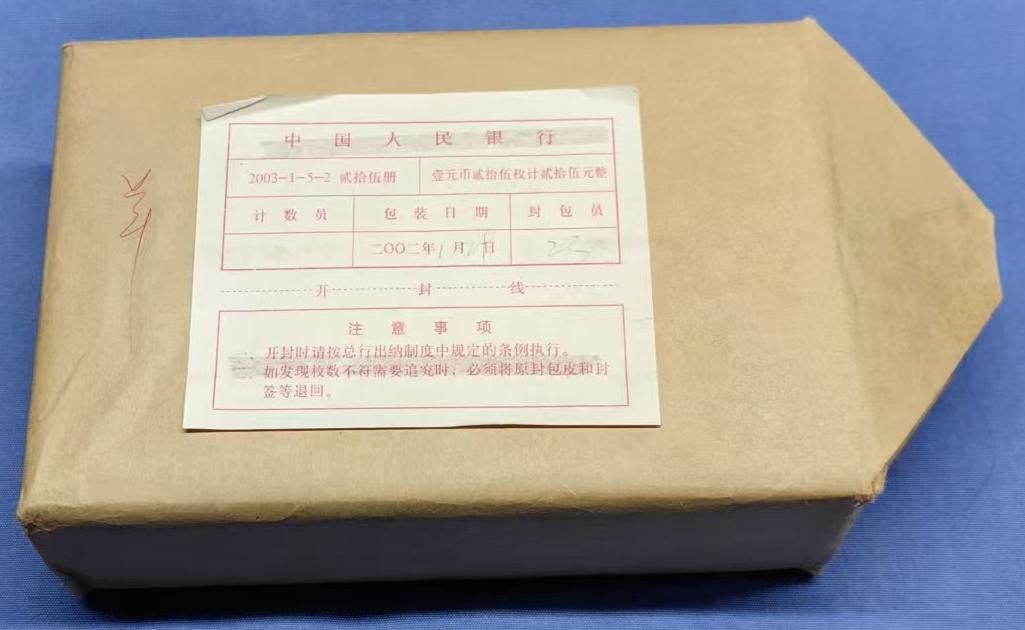 羊
中国人民银行
2003-1-5-2 贰拾伍册 壹元币贰拾伍枚计贰拾伍元整
计数员 包装日期 封包员
二〇〇二年1月 日
开封线
注意事项
开封时请按总行出纳制度中规定的条例执行。
如发现枚数不符需要追究时,必须将原封包皮和封
签等退回。